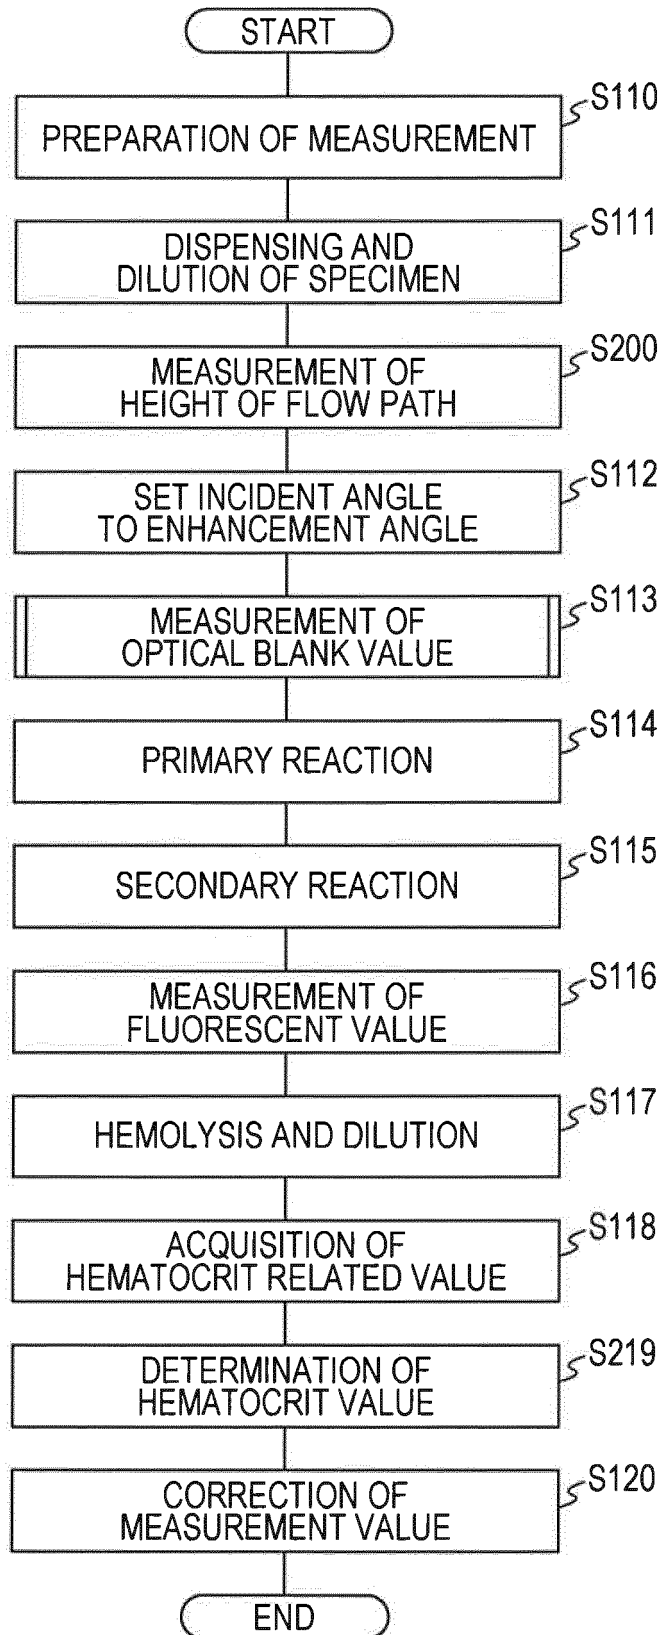 START
S110
PREPARATION OF MEASUREMENT
S111
DISPENSING AND
DILUTION OF SPECIMEN
S200
MEASUREMENT OF
HEIGHT OF FLOW PATH
S112
SET INCIDENT ANGLE
TO ENHANCEMENT ANGLE
S113
MEASUREMENT OF
OPTICAL BLANK VALUE
S114
PRIMARY REACTION
S115
SECONDARY REACTION
S116
MEASUREMENT OF
FLUORESCENT VALUE
S117
HEMOLYSIS AND DILUTION
S118
ACQUISITION OF
HEMATOCRIT RELATED VALUE
S219
DETERMINATION OF
HEMATOCRIT VALUE
S120
CORRECTION OF
MEASUREMENT VALUE
END